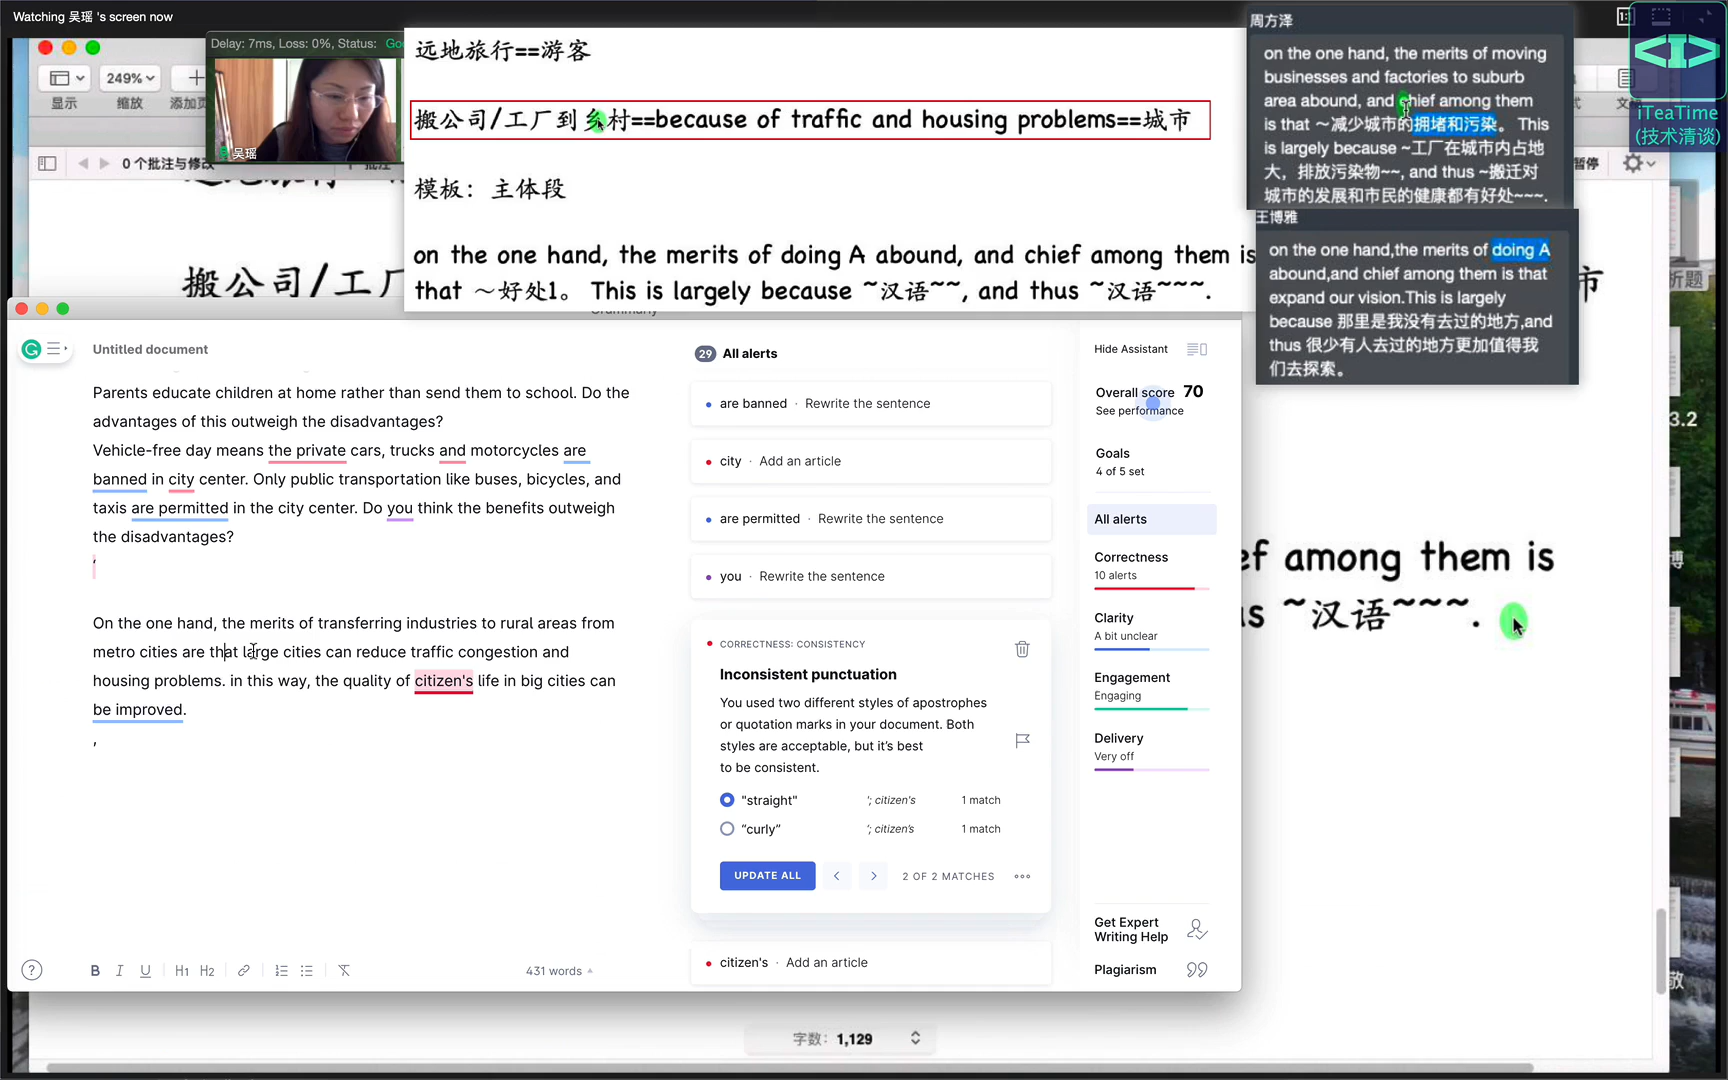 Watching 吴瑶 's screen now
Delay: 7ms, Loss: 0%, Status:
吴瑶
249%
显示
缩放
0 个批注与修改
批注
暂停
搬公司/工厂
折题
3.2
远地旅行==游客
搬公司/工厂到乡村==because of traffic and housing problems==城市
模板：主体段
on the one hand, the merits of doing A abound, and chief among them is
that ～好处1。This is largely because ~汉语~~, and thus ~汉语~~~.
周方泽
on the one hand, the merits of moving
businesses and factories to suburb
area abound, and chief among them
is that ～减少城市的拥堵和污染。This
is largely because ~工厂在城市内占地
大，排放污染物~~, and thus ~搬迁对
城市的发展和市民的健康都有好处~~~.
王博雅
on the one hand,the merits of doing A
abound,and chief among them is that
expand our vision.This is largely
because 那里是我没有去过的地方,and
thus 很少有人去过的地方更加值得我
们去探索。
iTeaTime
(技术清谈)
Grammarly
Untitled document
Parents educate children at home rather than send them to school. Do the
advantages of this outweigh the disadvantages?
Vehicle-free day means the private cars, trucks and motorcycles are
banned in city center. Only public transportation like buses, bicycles, and
taxis are permitted in the city center. Do you think the benefits outweigh
the disadvantages?
‘
On the one hand, the merits of transferring industries to rural areas from
metro cities are that large cities can reduce traffic congestion and
housing problems. in this way, the quality of citizen's life in big cities can
be improved.
,
B I U H1 H2
431 words
29 All alerts
are banned · Rewrite the sentence
city · Add an article
are permitted · Rewrite the sentence
you · Rewrite the sentence
CORRECTNESS: CONSISTENCY
Inconsistent punctuation
You used two different styles of apostrophes
or quotation marks in your document. Both
styles are acceptable, but it’s best
to be consistent.
"straight" '; citizen's 1 match
“curly” ‘; citizen’s 1 match
UPDATE ALL
2 OF 2 MATCHES
citizen's · Add an article
Hide Assistant
Overall score 70
See performance
Goals
4 of 5 set
All alerts
Correctness
10 alerts
Clarity
A bit unclear
Engagement
Engaging
Delivery
Very off
Get Expert
Writing Help
Plagiarism
ef among them is
us ~汉语~~~.
字数： 1,129